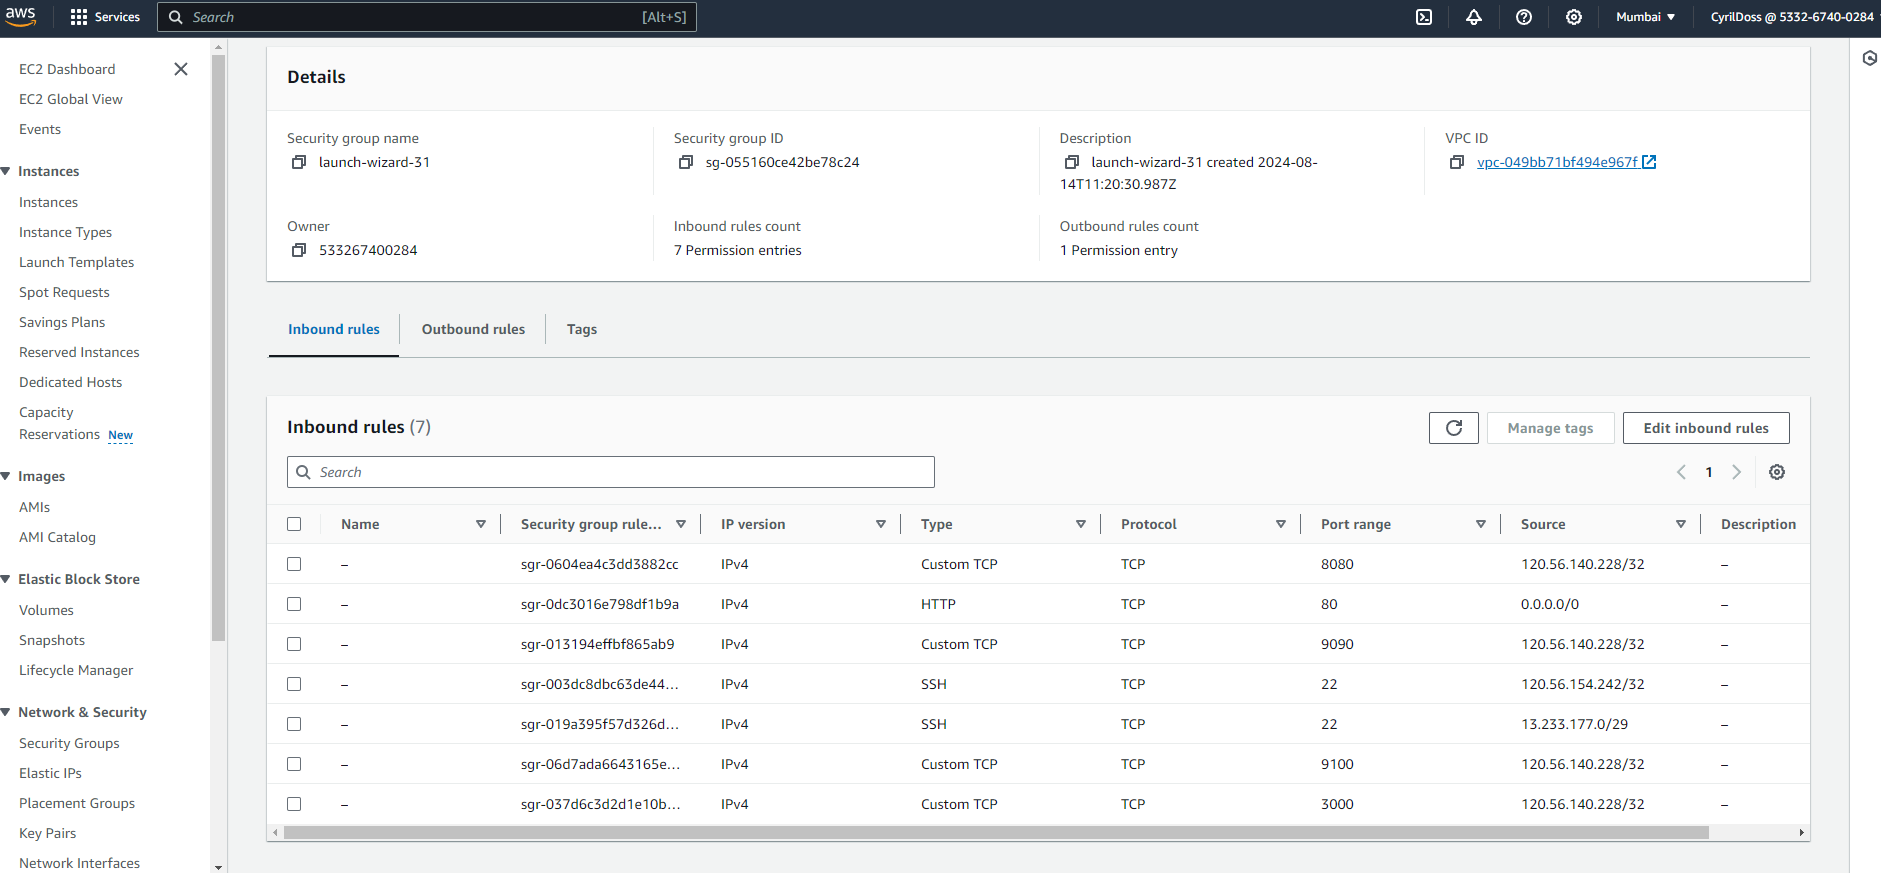 aws Services Search [Alt+S] Mumbai CyrilDoss @ 5332-6740-0284
EC2 Dashboard
EC2 Global View
Events
Instances
Instances
Instance Types
Launch Templates
Spot Requests
Savings Plans
Reserved Instances
Dedicated Hosts
Capacity
Reservations New
Images
AMIs
AMI Catalog
Elastic Block Store
Volumes
Snapshots
Lifecycle Manager
Network & Security
Security Groups
Elastic IPs
Placement Groups
Key Pairs
Network Interfaces
Details
Security group name
launch-wizard-31
Security group ID
sg-055160ce42be78c24
Description
launch-wizard-31 created 2024-08-
14T11:20:30.987Z
VPC ID
vpc-049bb71bf494e967f
Owner
533267400284
Inbound rules count
7 Permission entries
Outbound rules count
1 Permission entry
Inbound rules Outbound rules Tags
Inbound rules (7) Manage tags Edit inbound rules
Search 1
Name Security group rule... IP version Type Protocol Port range Source Description
– sgr-0604ea4c3dd3882cc IPv4 Custom TCP TCP 8080 120.56.140.228/32 –
– sgr-0dc3016e798df1b9a IPv4 HTTP TCP 80 0.0.0.0/0 –
– sgr-013194effbf865ab9 IPv4 Custom TCP TCP 9090 120.56.140.228/32 –
– sgr-003dc8dbc63de44... IPv4 SSH TCP 22 120.56.154.242/32 –
– sgr-019a395f57d326d... IPv4 SSH TCP 22 13.233.177.0/29 –
– sgr-06d7ada6643165e... IPv4 Custom TCP TCP 9100 120.56.140.228/32 –
– sgr-037d6c3d2d1e10b... IPv4 Custom TCP TCP 3000 120.56.140.228/32 –